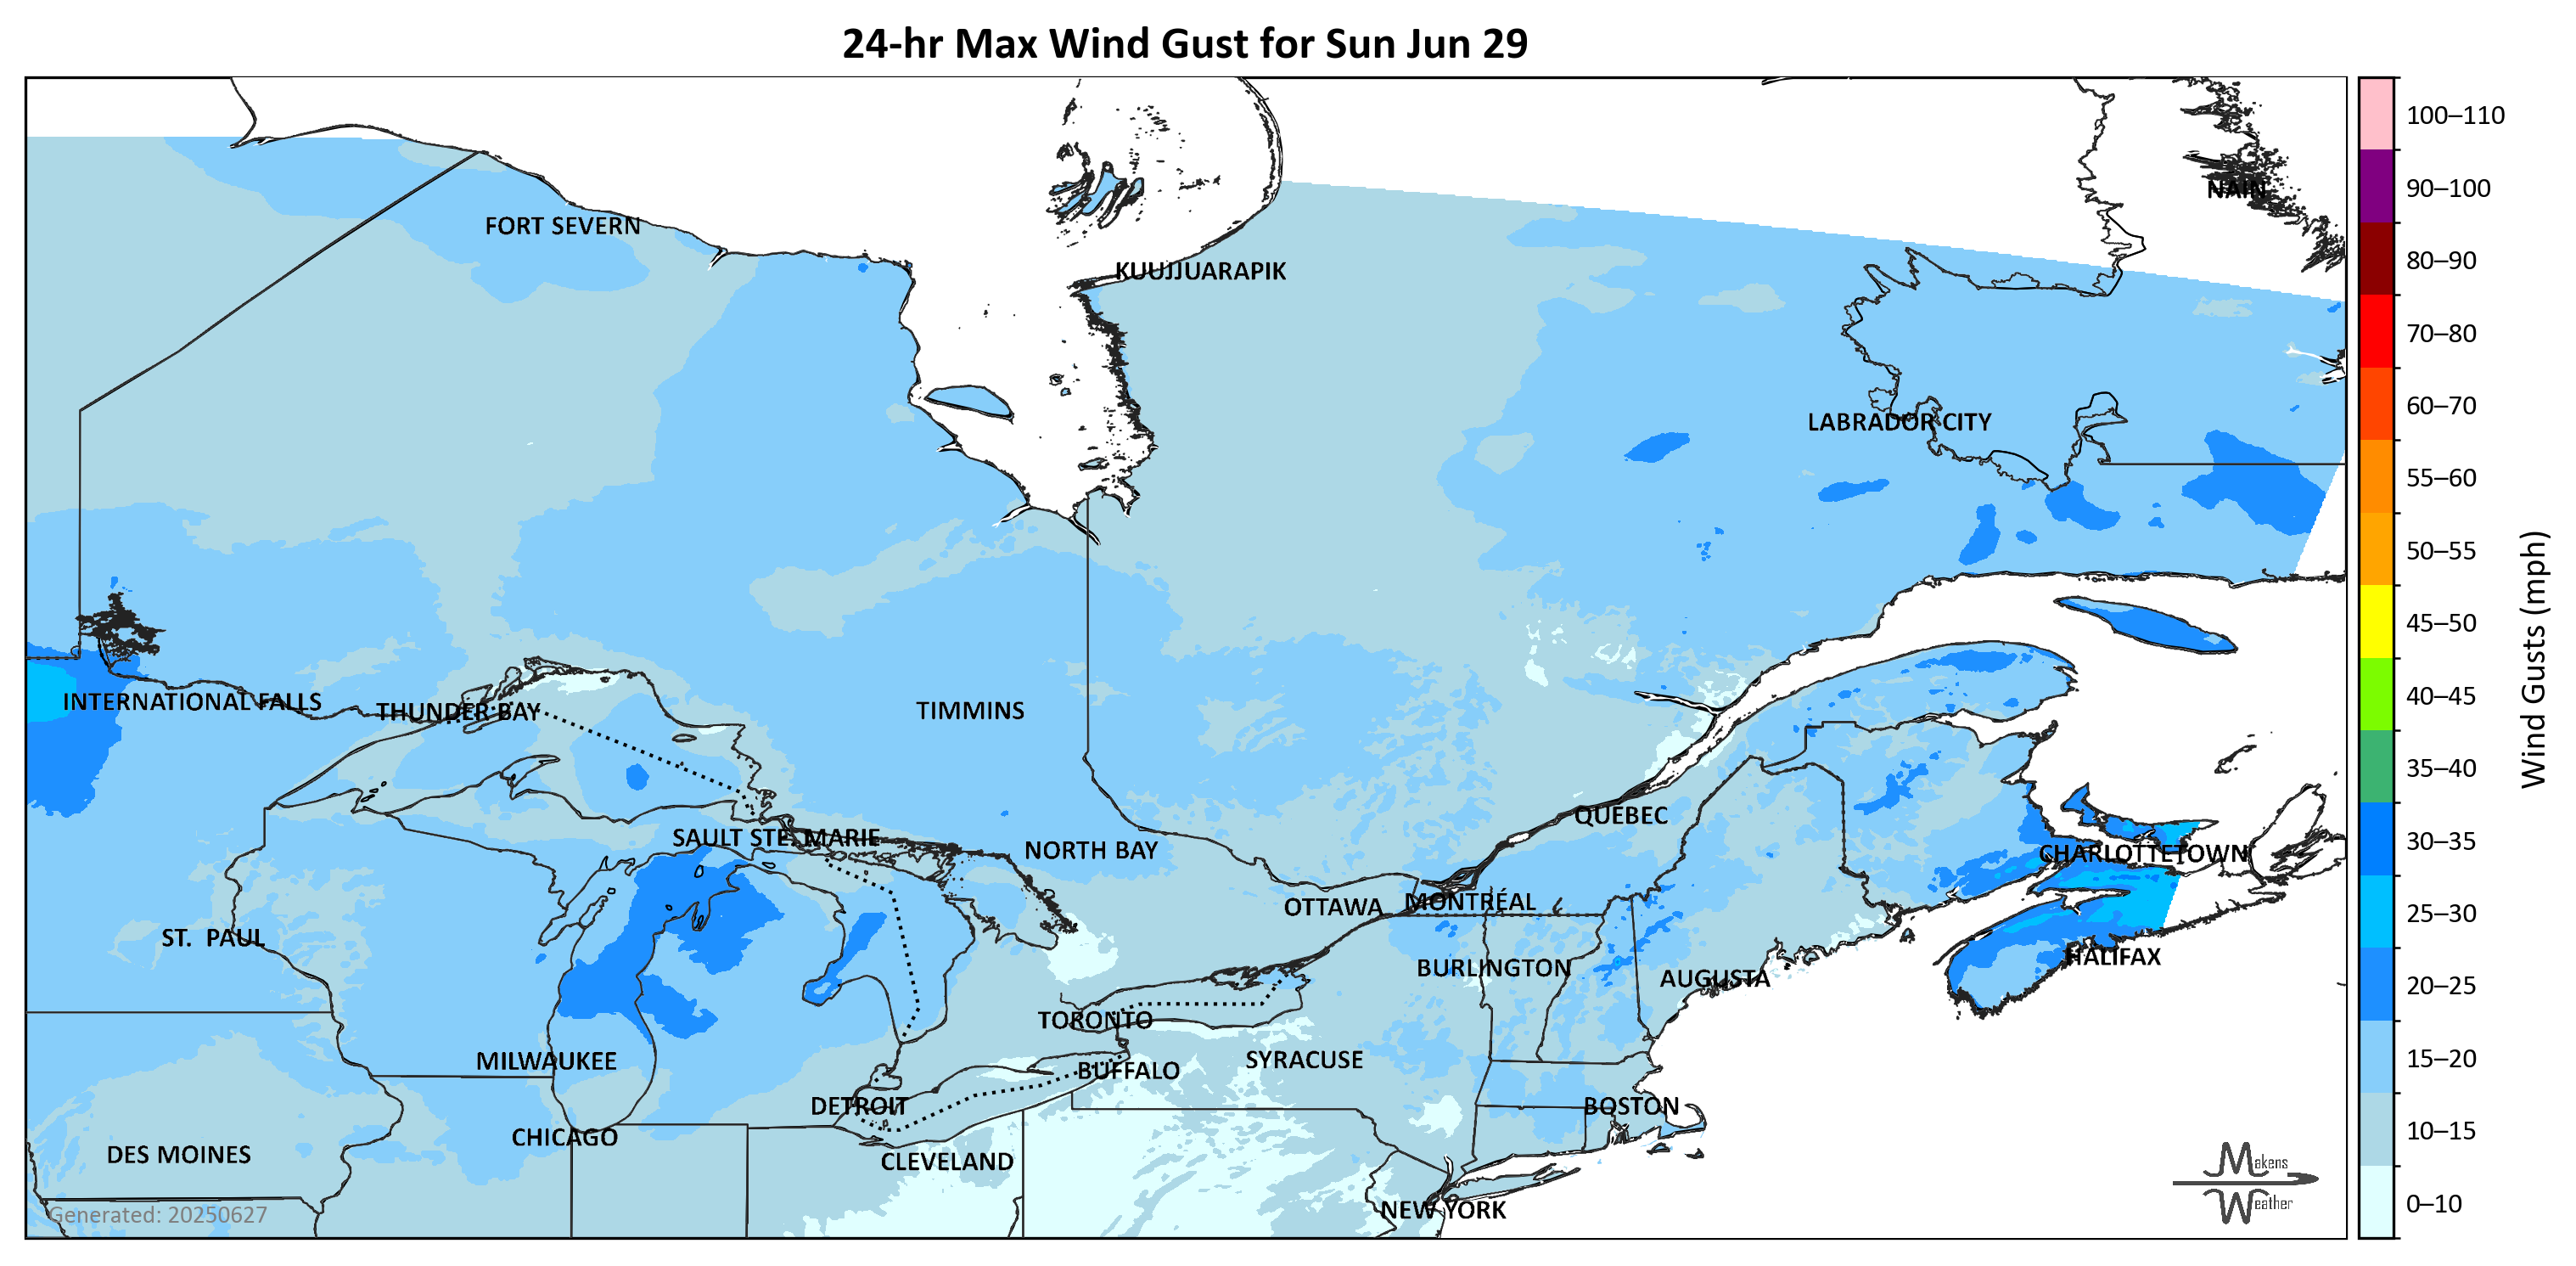 24-hr Max Wind Gust for Sun Jun 29
100–110
90–100
NAIN
FORT SEVERN
80–90
KUUJJUARAPIK
70–80
60–70
LABRADOR CITY
55–60
50–55
45–50
40–45
INTERNATIONAL FALLS
THUNDER BAY
TIMMINS
Wind Gusts (mph)
35–40
QUEBEC
SAULT STE. MARIE
30–35
NORTH BAY
CHARLOTTETOWN
MONTRÉAL
OTTAWA
25–30
ST. PAUL
HALIFAX
BURLINGTON
AUGUSTA
20–25
TORONTO
MILWAUKEE
SYRACUSE
15–20
BUFFALO
DETROIT
BOSTON
10–15
CHICAGO
DES MOINES
CLEVELAND
Makens
Weather
0–10
NEW YORK
Generated: 20250627